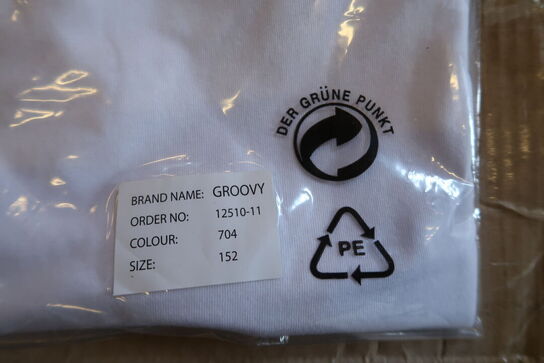 DER GRÜNE PUNKT
BRAND NAME: GROOVY
ORDER NO: 12510-11
COLOUR: 704
SIZE: 152
PE